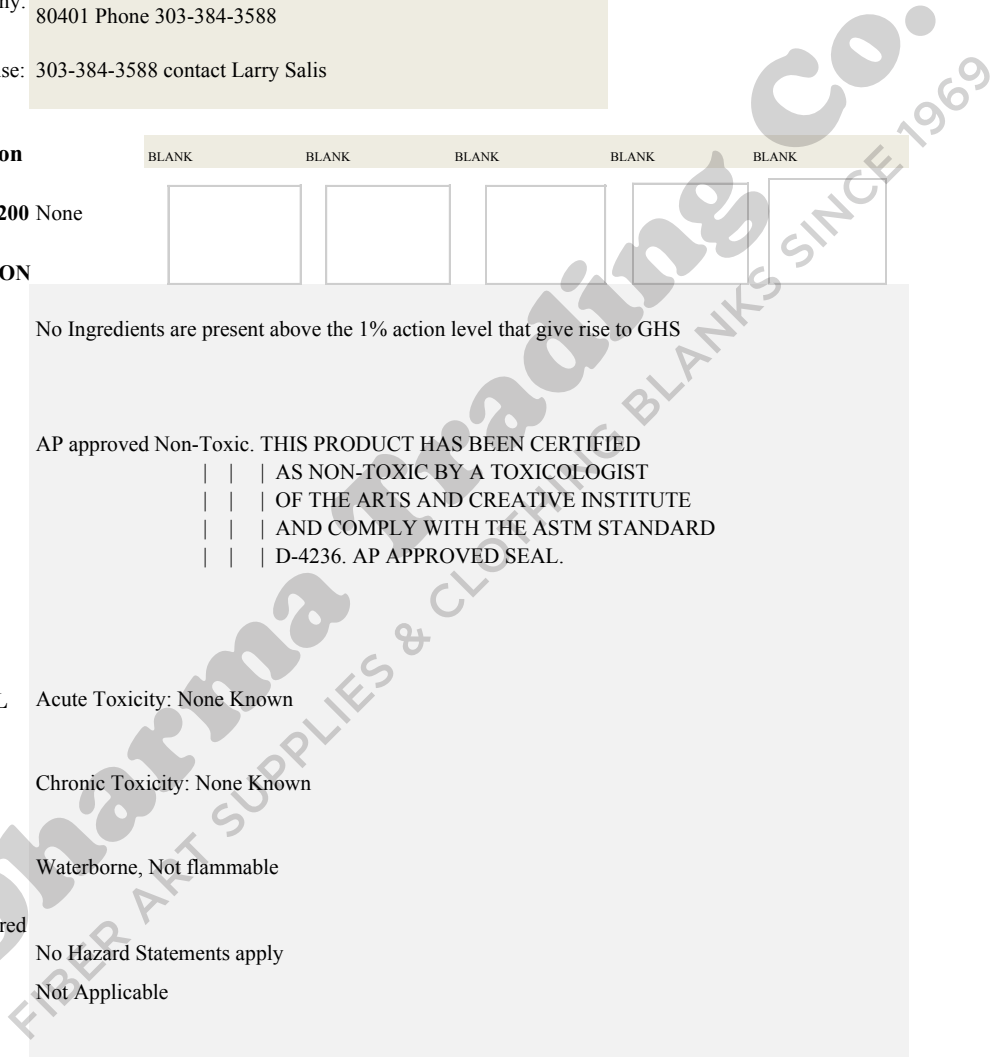 ny:
80401 Phone 303-384-3588
se: 303-384-3588 contact Larry Salis
on BLANK BLANK BLANK BLANK BLANK
200 None
ON
No Ingredients are present above the 1% action level that give rise to GHS
AP approved Non-Toxic. THIS PRODUCT HAS BEEN CERTIFIED
| | | AS NON-TOXIC BY A TOXICOLOGIST
| | | OF THE ARTS AND CREATIVE INSTITUTE
| | | AND COMPLY WITH THE ASTM STANDARD
| | | D-4236. AP APPROVED SEAL.
L Acute Toxicity: None Known
Chronic Toxicity: None Known
Waterborne, Not flammable
red
No Hazard Statements apply
Not Applicable
Dharma Trading Co.
FIBER ART SUPPLIES & CLOTHING BLANKS SINCE 1969